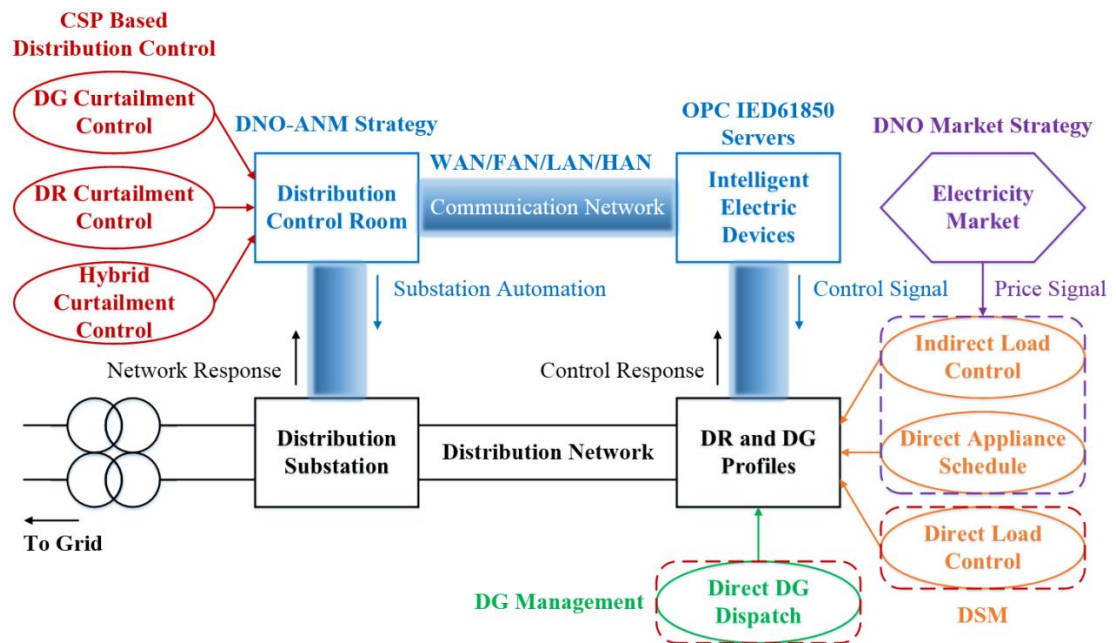 CSP Based
Distribution Control
DG Curtailment
Control
DR Curtailment
Control
Hybrid
Curtailment
Control
DNO-ANM Strategy
Distribution
Control Room
WAN/FAN/LAN/HAN
Communication Network
OPC IED61850
Servers
Intelligent
Electric
Devices
DNO Market Strategy
Electricity
Market
Substation Automation
Control Signal
Price Signal
Network Response
Control Response
Indirect Load
Control
Direct Appliance
Schedule
Direct Load
Control
DSM
Distribution
Substation
Distribution Network
DR and DG
Profiles
To Grid
DG Management
Direct DG
Dispatch